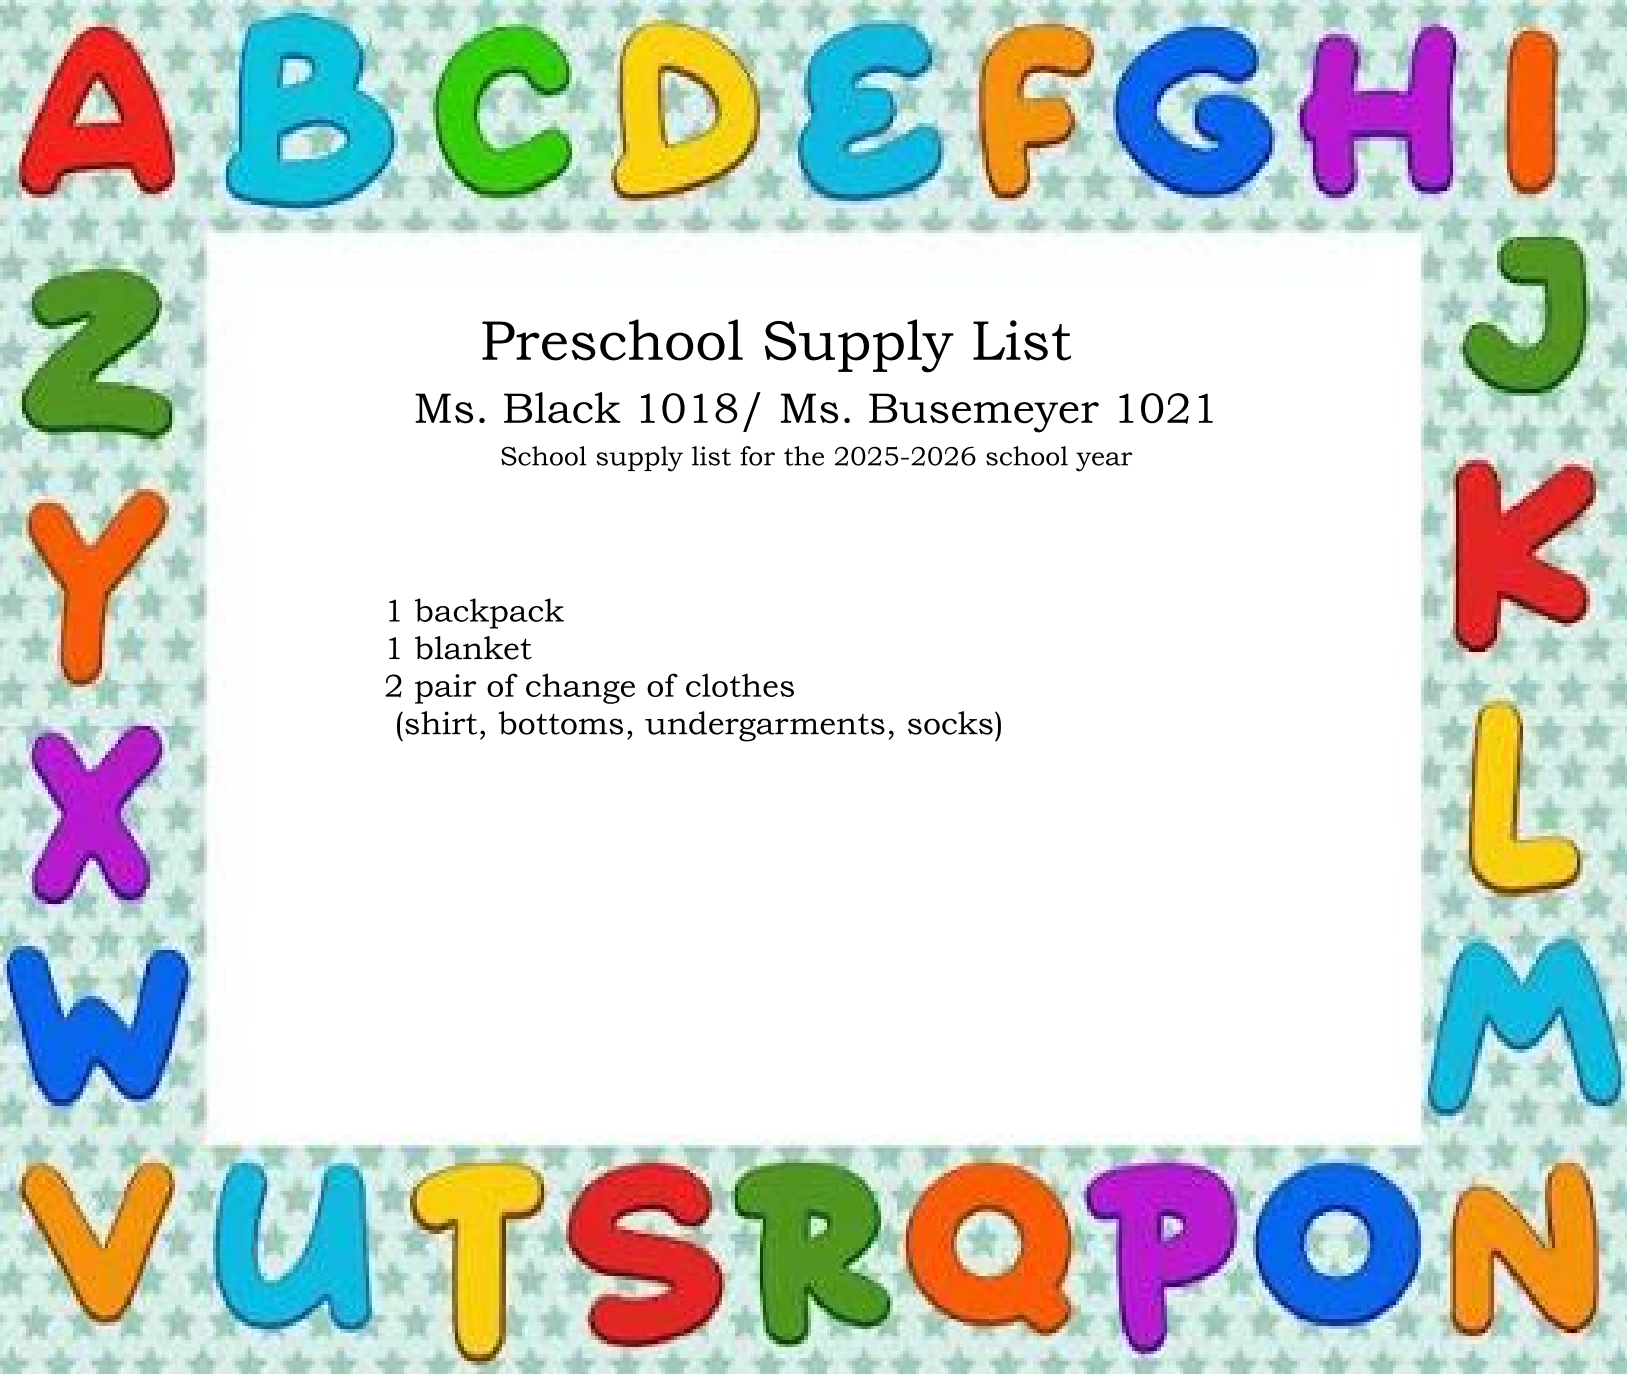 A B C D E F G H I
J
K
L
M
N
O
P
Q
R
S
T
U
V
W
X
Y
Z
Preschool Supply List
Ms. Black 1018/ Ms. Busemeyer 1021
School supply list for the 2025-2026 school year
1 backpack
1 blanket
2 pair of change of clothes
(shirt, bottoms, undergarments, socks)